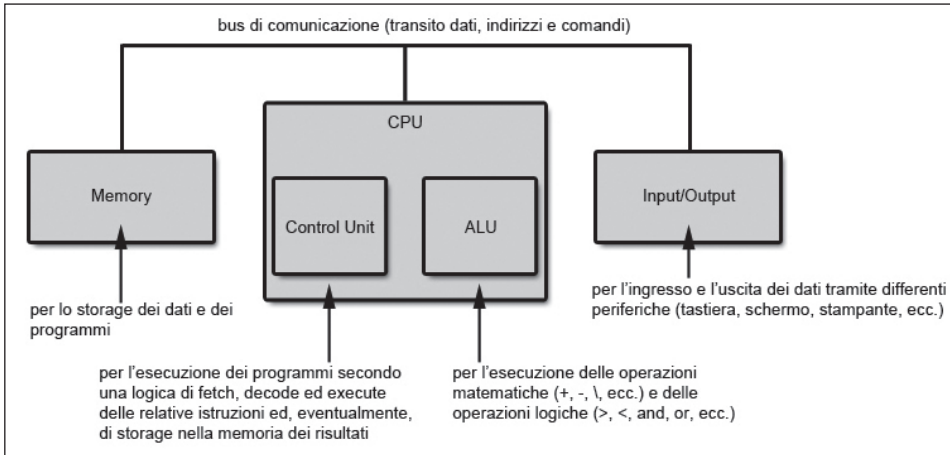 bus di comunicazione (transito dati, indirizzi e comandi)
CPU
Memory
Control Unit
ALU
Input/Output
per lo storage dei dati e dei
programmi
per l'ingresso e l'uscita dei dati tramite differenti
periferiche (tastiera, schermo, stampante, ecc.)
per l'esecuzione dei programmi secondo
una logica di fetch, decode ed execute
delle relative istruzioni ed, eventualmente,
di storage nella memoria dei risultati
per l'esecuzione delle operazioni
matematiche (+, -, \, ecc.) e delle
operazioni logiche (>, <, and, or, ecc.)